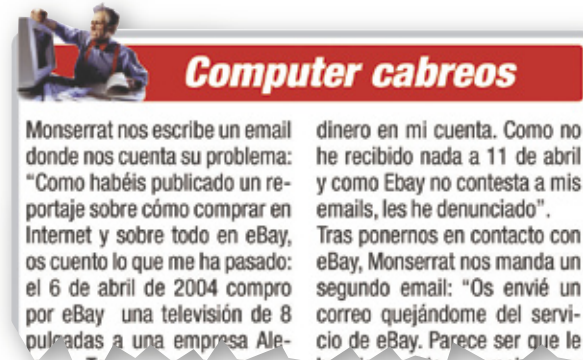 Computer cabreos
Monserrat nos escribe un email
donde nos cuenta su problema:
"Como habéis publicado un re-
portaje sobre cómo comprar en
Internet y sobre todo en eBay,
os cuento lo que me ha pasado:
el 6 de abril de 2004 compro
por eBay una televisión de 8
pulgadas a una empresa Ale-
dinero en mi cuenta. Como no
he recibido nada a 11 de abril
y como Ebay no contesta a mis
emails, les he denunciado".
Tras ponernos en contacto con
eBay, Monserrat nos manda un
segundo email: "Os envié un
correo quejándome del servi-
cio de eBay. Parece ser que le